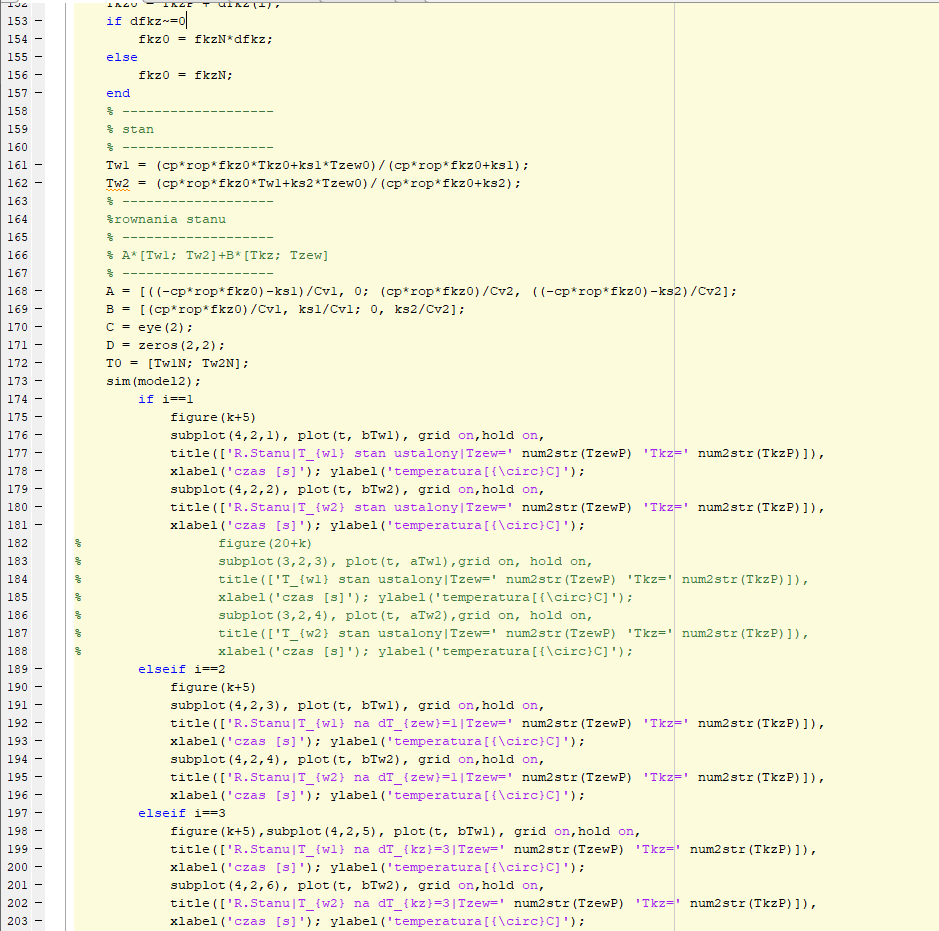 152 fkz0 = fkzP + dfkz(i);
153 – if dfkz~=0
154 – fkz0 = fkzN*dfkz;
155 – else
156 – fkz0 = fkzN;
157 – end
158 % -------------------
159 % stan
160 % -------------------
161 – Tw1 = (cp*rop*fkz0*Tkz0+ks1*Tzew0)/(cp*rop*fkz0+ks1);
162 – Tw2 = (cp*rop*fkz0*Tw1+ks2*Tzew0)/(cp*rop*fkz0+ks2);
163 % -------------------
164 %rownania stanu
165 % -------------------
166 % A*[Tw1; Tw2]+B*[Tkz; Tzew]
167 % -------------------
168 – A = [((-cp*rop*fkz0)-ks1)/Cv1, 0; (cp*rop*fkz0)/Cv2, ((-cp*rop*fkz0)-ks2)/Cv2];
169 – B = [(cp*rop*fkz0)/Cv1, ks1/Cv1; 0, ks2/Cv2];
170 – C = eye(2);
171 – D = zeros(2,2);
172 – T0 = [Tw1N; Tw2N];
173 – sim(model2);
174 – if i==1
175 – figure(k+5)
176 – subplot(4,2,1), plot(t, bTw1), grid on,hold on,
177 – title(['R.Stanu|T_{w1} stan ustalony|Tzew=' num2str(TzewP) 'Tkz=' num2str(TkzP)]),
178 – xlabel('czas [s]'); ylabel('temperatura[{\circ}C]');
179 – subplot(4,2,2), plot(t, bTw2), grid on,hold on,
180 – title(['R.Stanu|T_{w2} stan ustalony|Tzew=' num2str(TzewP) 'Tkz=' num2str(TkzP)]),
181 – xlabel('czas [s]'); ylabel('temperatura[{\circ}C]');
182 % figure(20+k)
183 % subplot(3,2,3), plot(t, aTw1),grid on, hold on,
184 % title(['T_{w1} stan ustalony|Tzew=' num2str(TzewP) 'Tkz=' num2str(TkzP)]),
185 % xlabel('czas [s]'); ylabel('temperatura[{\circ}C]');
186 % subplot(3,2,4), plot(t, aTw2),grid on, hold on,
187 % title(['T_{w2} stan ustalony|Tzew=' num2str(TzewP) 'Tkz=' num2str(TkzP)]),
188 % xlabel('czas [s]'); ylabel('temperatura[{\circ}C]');
189 – elseif i==2
190 – figure(k+5)
191 – subplot(4,2,3), plot(t, bTw1), grid on,hold on,
192 – title(['R.Stanu|T_{w1} na dT_{zew}=1|Tzew=' num2str(TzewP) 'Tkz=' num2str(TkzP)]),
193 – xlabel('czas [s]'); ylabel('temperatura[{\circ}C]');
194 – subplot(4,2,4), plot(t, bTw2), grid on,hold on,
195 – title(['R.Stanu|T_{w2} na dT_{zew}=1|Tzew=' num2str(TzewP) 'Tkz=' num2str(TkzP)]),
196 – xlabel('czas [s]'); ylabel('temperatura[{\circ}C]');
197 – elseif i==3
198 – figure(k+5),subplot(4,2,5), plot(t, bTw1), grid on,hold on,
199 – title(['R.Stanu|T_{w1} na dT_{kz}=3|Tzew=' num2str(TzewP) 'Tkz=' num2str(TkzP)]),
200 – xlabel('czas [s]'); ylabel('temperatura[{\circ}C]');
201 – subplot(4,2,6), plot(t, bTw2), grid on,hold on,
202 – title(['R.Stanu|T_{w2} na dT_{kz}=3|Tzew=' num2str(TzewP) 'Tkz=' num2str(TkzP)]),
203 – xlabel('czas [s]'); ylabel('temperatura[{\circ}C]');